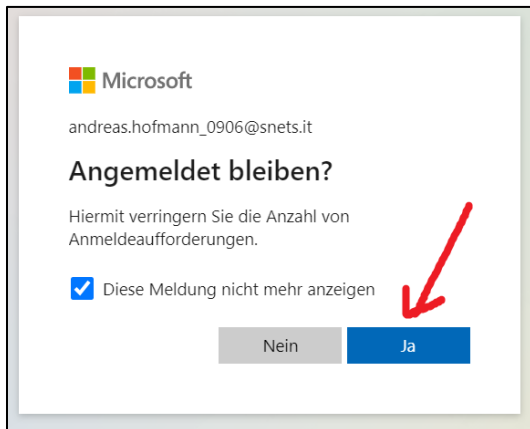 Microsoft
andreas.hofmann_0906@snets.it
Angemeldet bleiben?
Hiermit verringern Sie die Anzahl von
Anmeldeaufforderungen.
Diese Meldung nicht mehr anzeigen
Nein
Ja